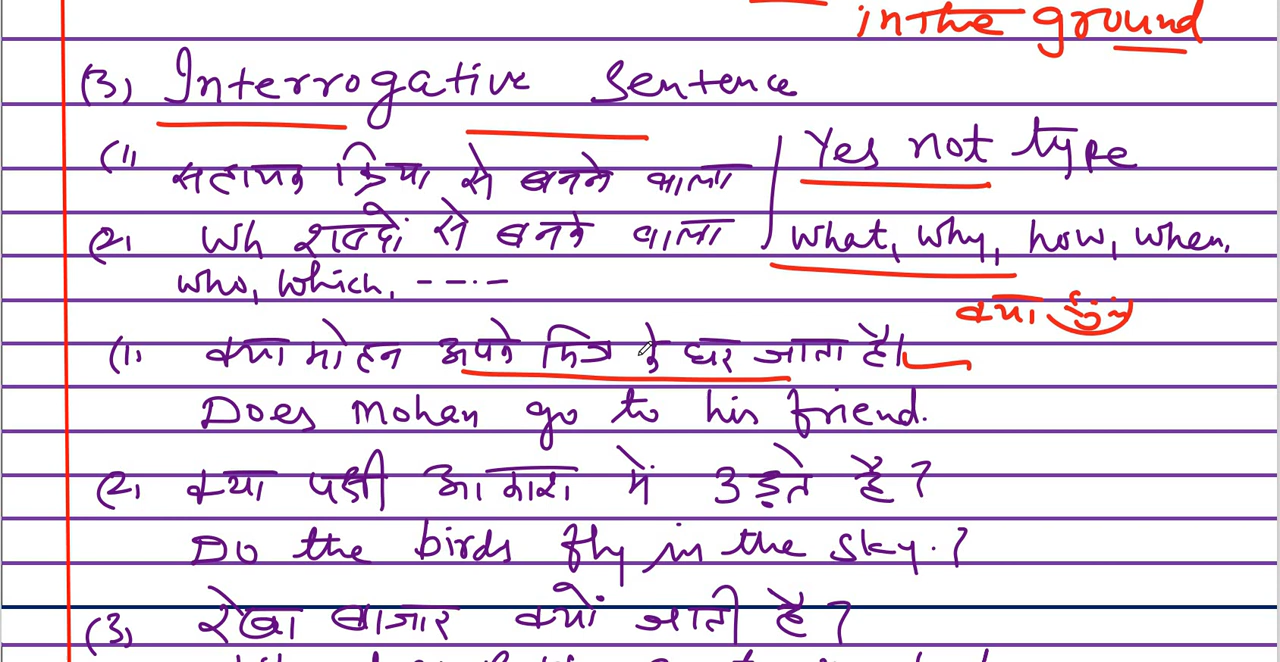 in the ground
(3) Interrogative Sentence
(1) सहायक क्रिया से बनने वाला Yes not type
(2) Wh शब्दों से बनने वाला what, why, how, when,
who, which, -----
क्या
(1) क्या मोहन अपने मित्र के घर जाता है।
Does Mohan go to his friend.
(2) क्या पक्षी आकाश में उड़ते हैं ?
Do the birds fly in the sky. ?
(3) रेखा बाजार क्यों जाती है ?